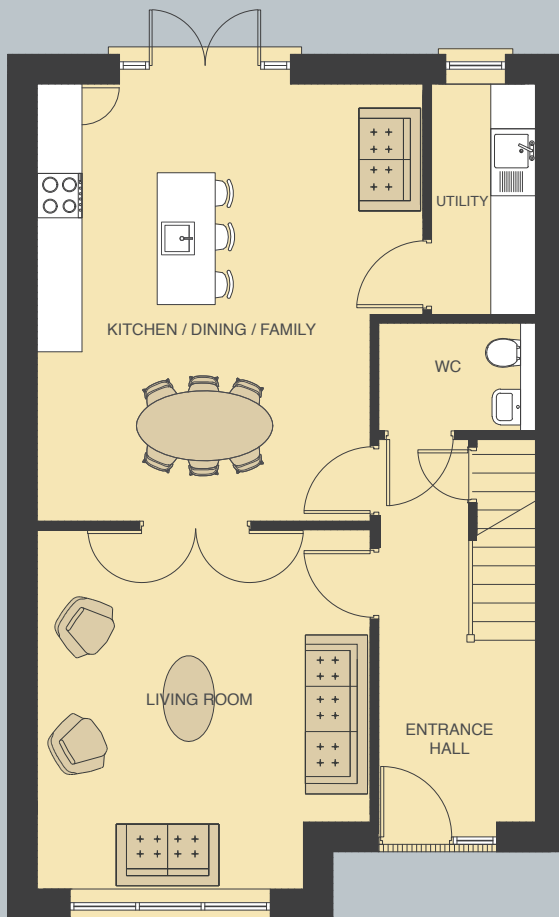 UTILITY
KITCHEN / DINING / FAMILY
WC
LIVING ROOM
ENTRANCE
HALL